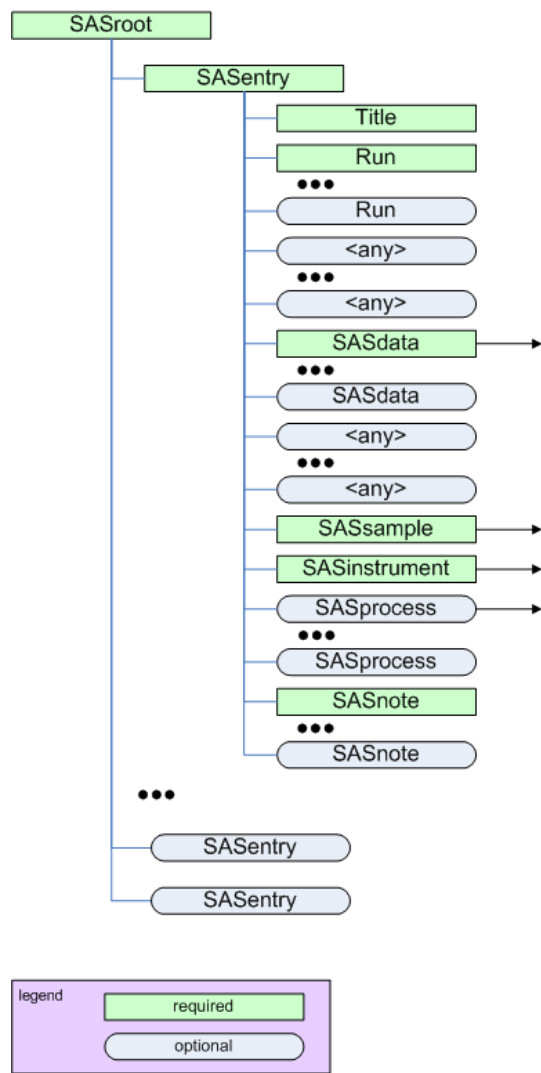 SASroot
SASentry
Title
Run
Run
<any>
<any>
SASdata
SASdata
<any>
<any>
SASsample
SASinstrument
SASprocess
SASprocess
SASnote
SASnote
SASentry
SASentry
legend
required
optional